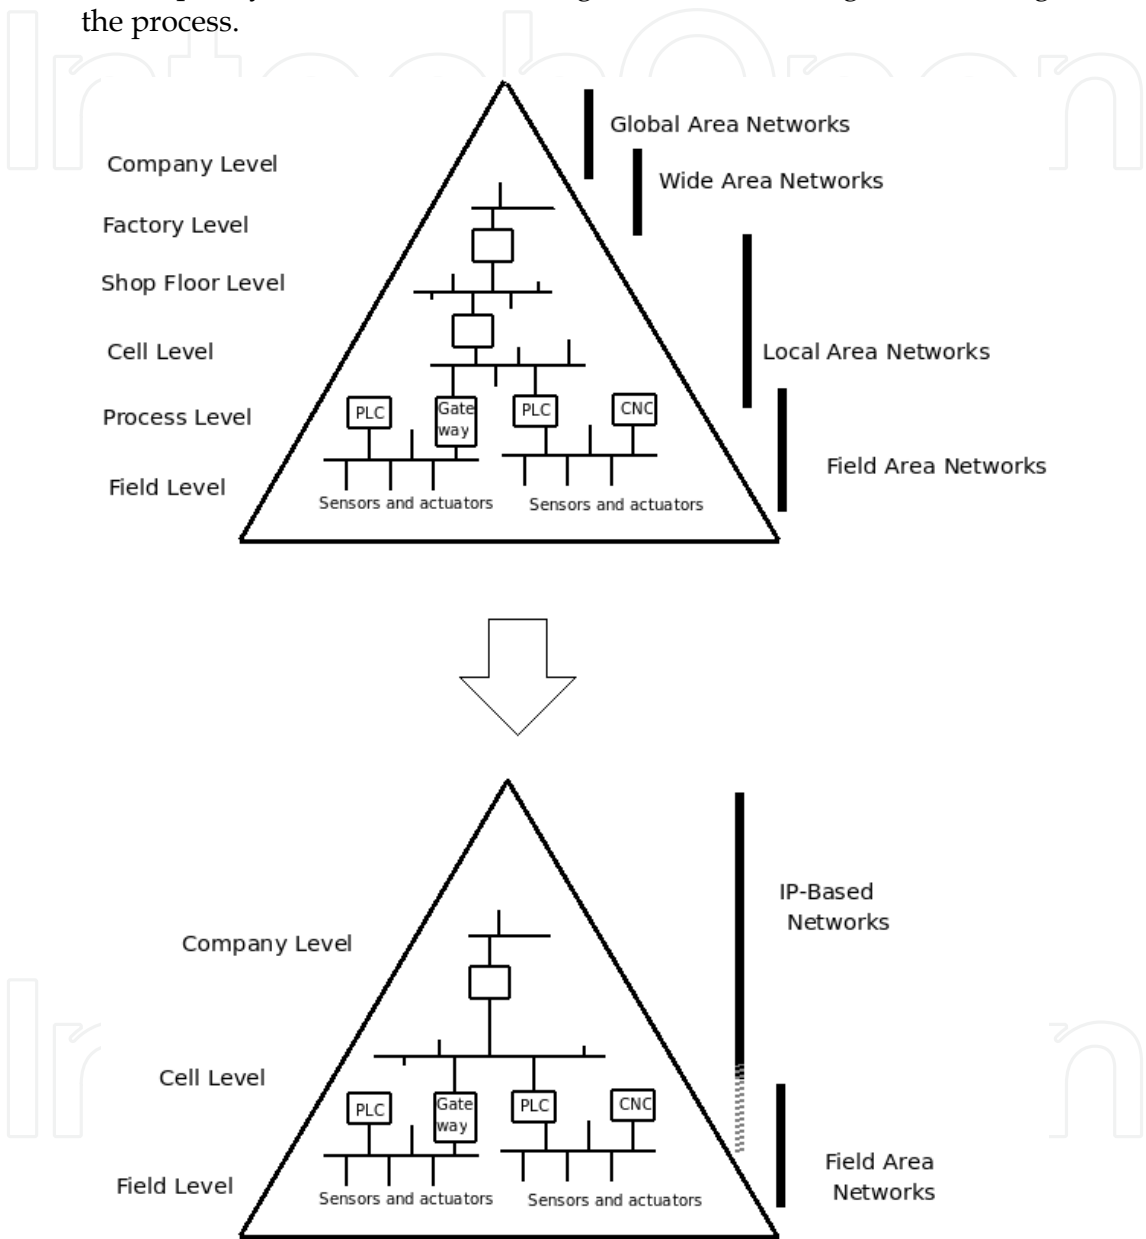 the process.
Global Area Networks
Company Level
Wide Area Networks
Factory Level
Shop Floor Level
Cell Level
Local Area Networks
Process Level
PLC
Gate
way
PLC
CNC
Field Area Networks
Field Level
Sensors and actuators
Sensors and actuators
IP-Based
Networks
Company Level
Cell Level
PLC
Gate
way
PLC
CNC
Field Area
Networks
Field Level
Sensors and actuators
Sensors and actuators